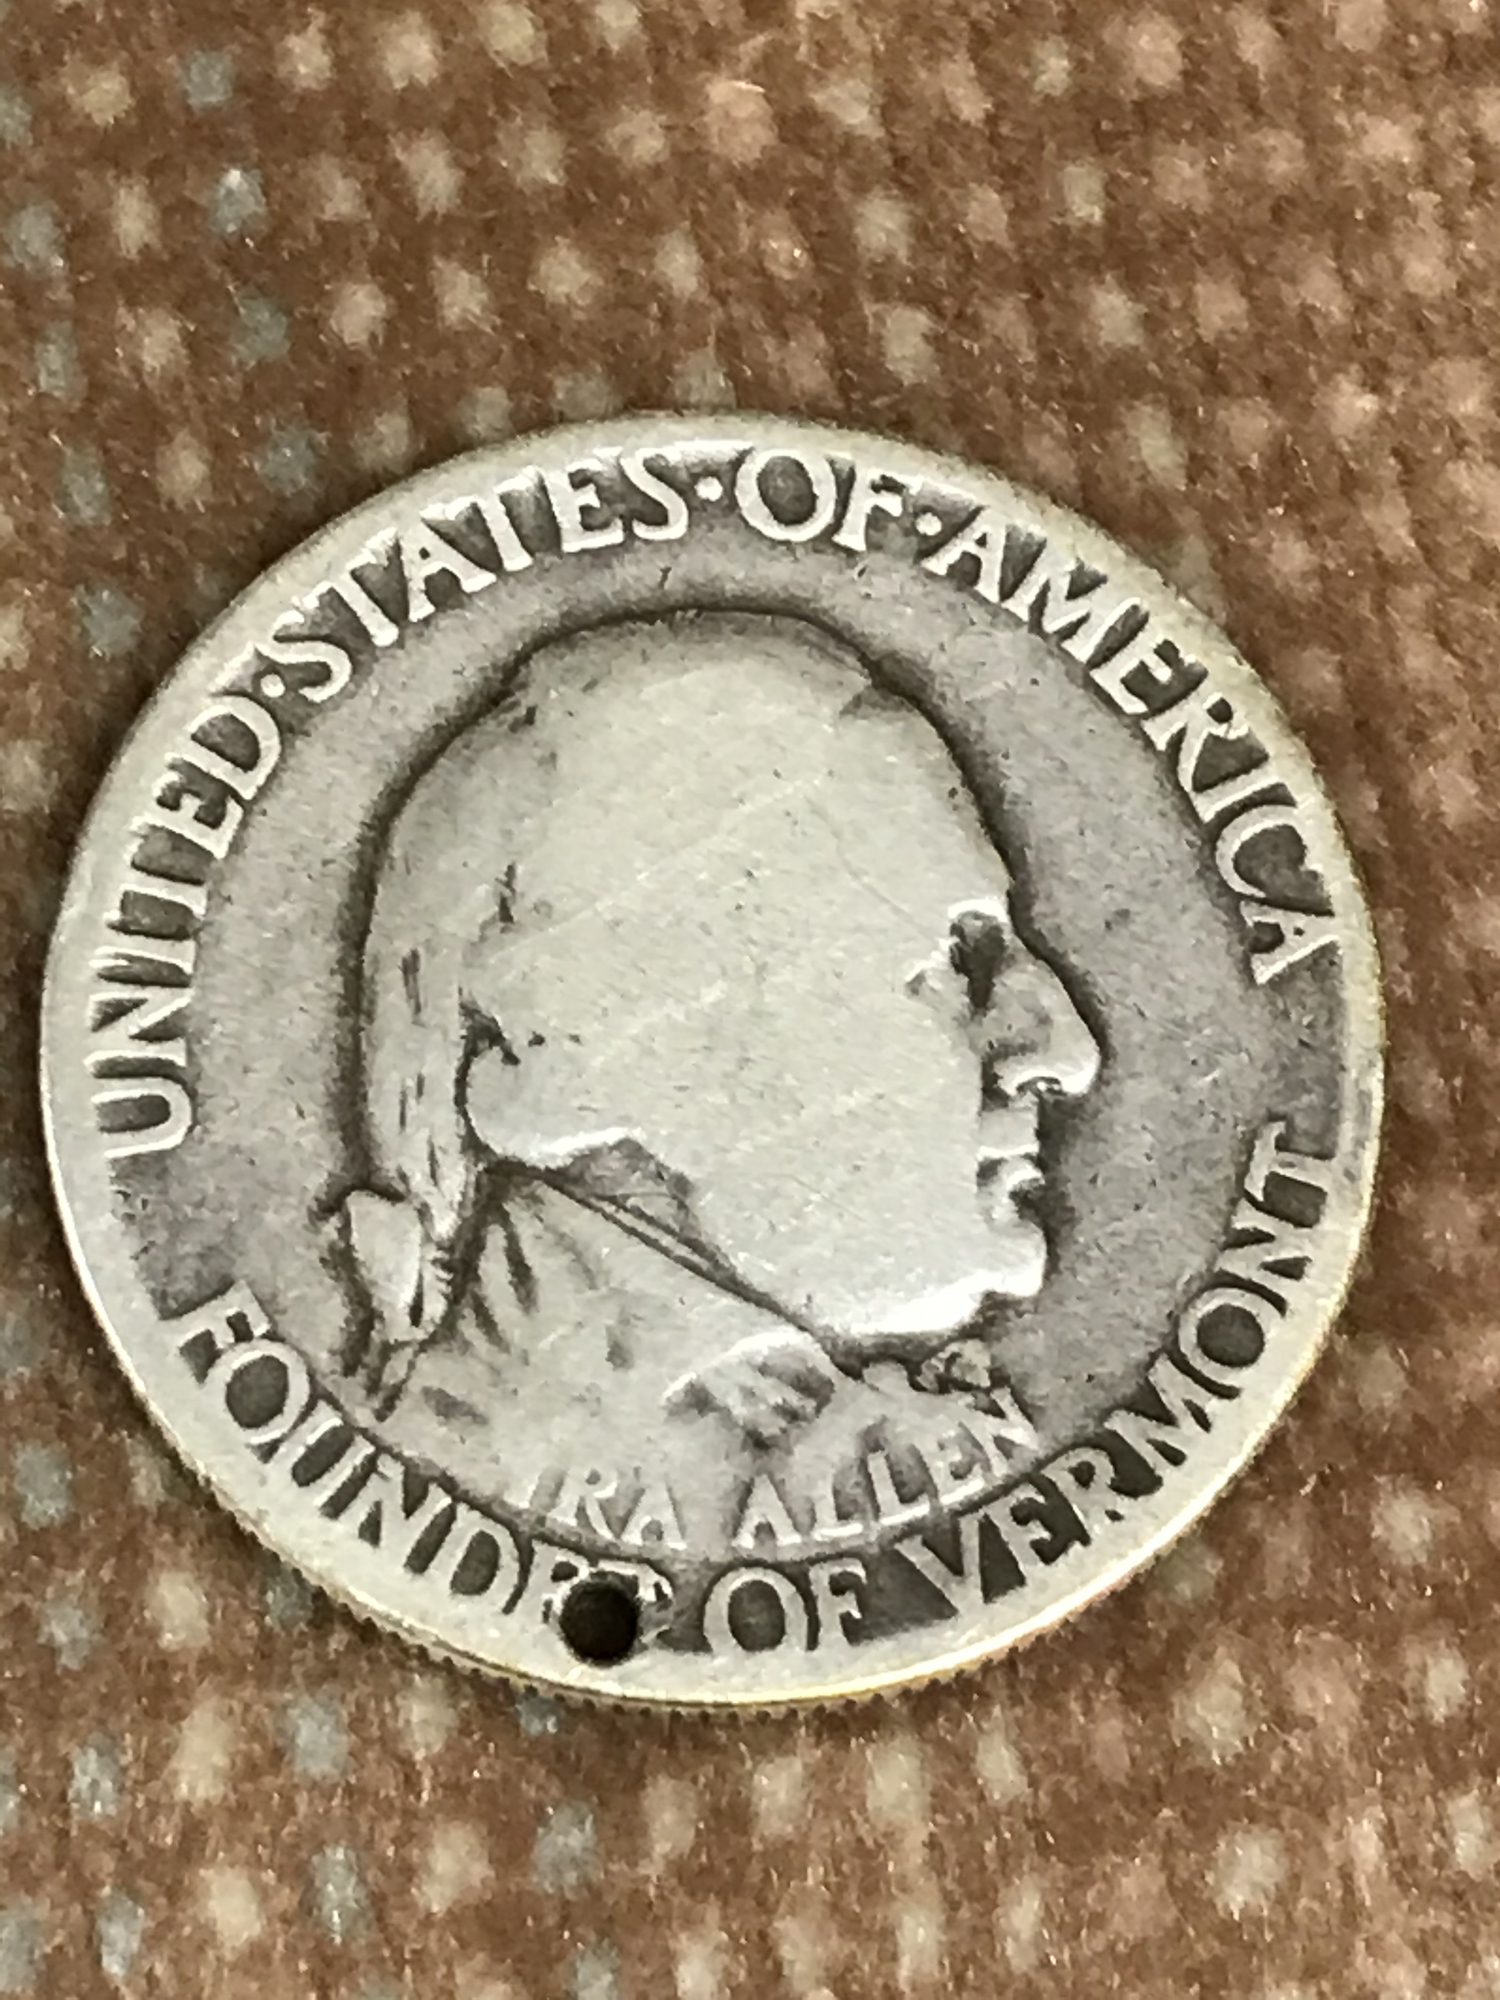 UNITED·STATES·OF·AMERICA
IRA ALLEN
FOUNDER OF VERMONT